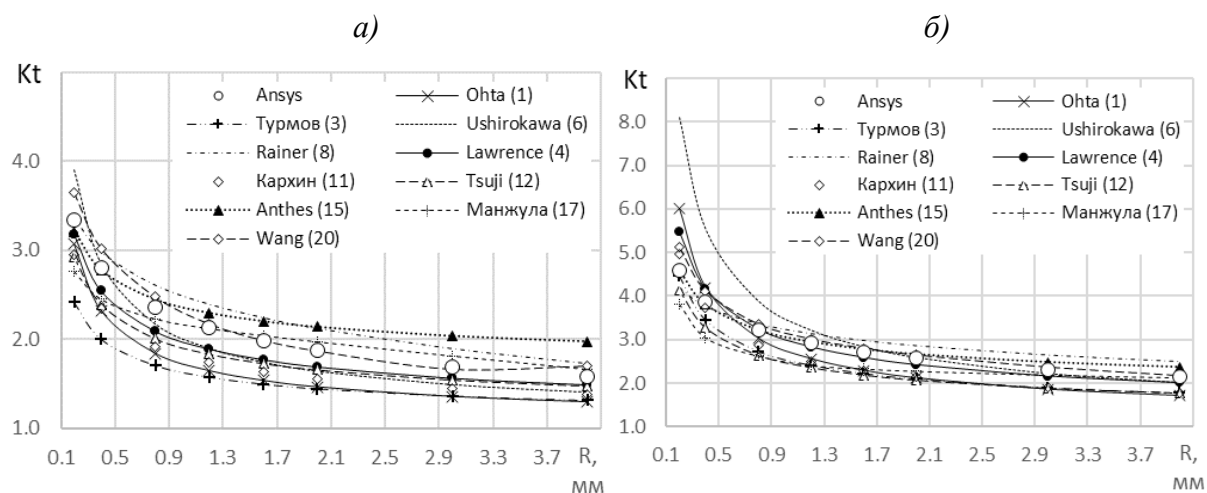 а)
Kt
4.0
3.0
2.0
1.0
Ansys
Ohta (1)
Турмов (3)
Ushirokawa (6)
Rainer (8)
Lawrence (4)
Кархин (11)
Tsuji (12)
Anthes (15)
Манжула (17)
Wang (20)
0.1 0.5 0.9 1.3 1.7 2.1 2.5 2.9 3.3 3.7 R,
мм
б)
Kt
8.0
7.0
6.0
5.0
4.0
3.0
2.0
1.0
Ansys
Ohta (1)
Турмов (3)
Ushirokawa (6)
Rainer (8)
Lawrence (4)
Кархин (11)
Tsuji (12)
Anthes (15)
Манжула (17)
Wang (20)
0.1 0.5 0.9 1.3 1.7 2.1 2.5 2.9 3.3 3.7 R,
мм